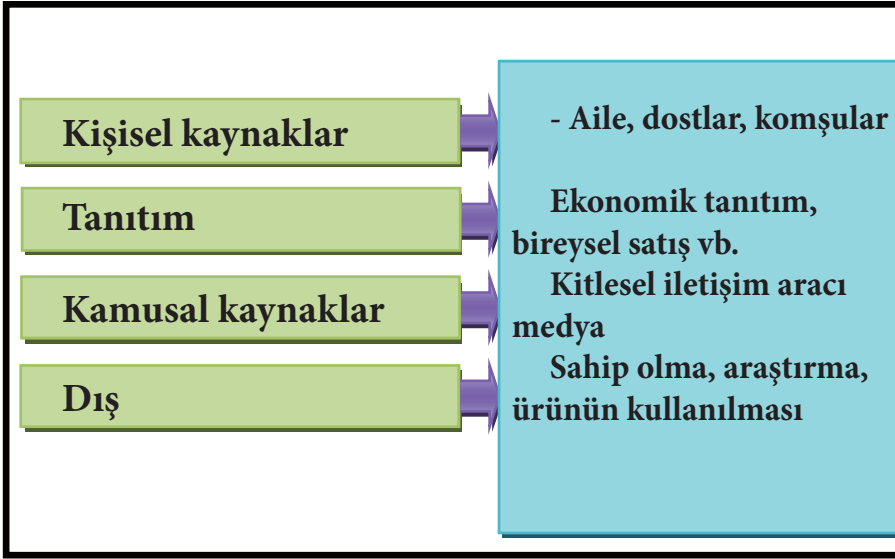 Kişisel kaynaklar
Tanıtım
Kamusal kaynaklar
Dış
- Aile, dostlar, komşular
Ekonomik tanıtım,
bireysel satış vb.
Kitlesel iletişim aracı
medya
Sahip olma, araştırma,
ürünün kullanılması